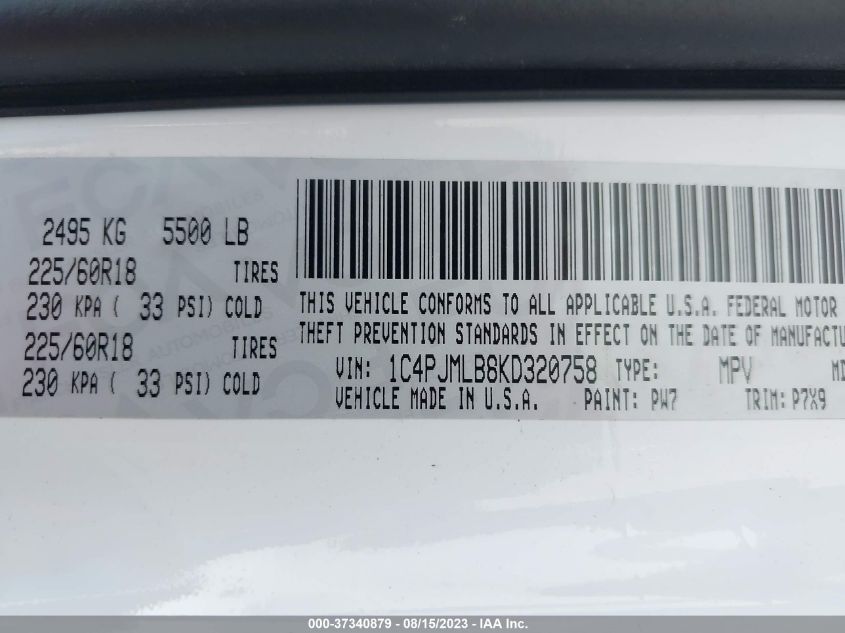 2495 KG 5500 LB
225/60R18 TIRES
230 KPA ( 33 PSI) COLD
225/60R18 TIRES
230 KPA ( 33 PSI) COLD
THIS VEHICLE CONFORMS TO ALL APPLICABLE U.S.A. FEDERAL MOTOR
THEFT PREVENTION STANDARDS IN EFFECT ON THE DATE OF MANUFACTU
VIN: 1C4PJMLB8KD320758 TYPE: MPV MD
VEHICLE MADE IN U.S.A. PAINT: PW7 TRIM: P7X9
000-37340879 - 08/15/2023 - IAA Inc.